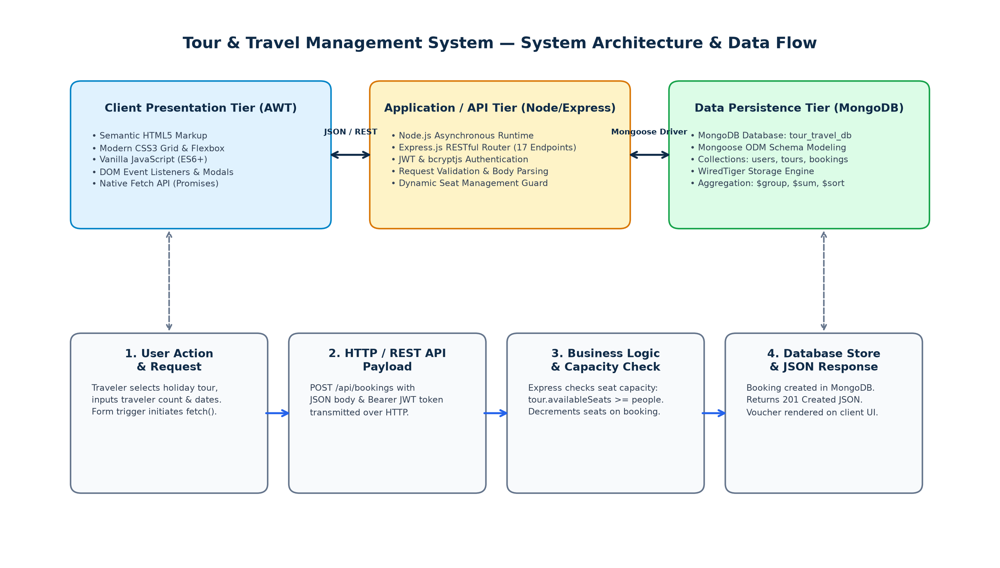 Tour & Travel Management System — System Architecture & Data Flow
Client Presentation Tier (AWT)
• Semantic HTML5 Markup
• Modern CSS3 Grid & Flexbox
• Vanilla JavaScript (ES6+)
• DOM Event Listeners & Modals
• Native Fetch API (Promises)
JSON / REST
Application / API Tier (Node/Express)
• Node.js Asynchronous Runtime
• Express.js RESTful Router (17 Endpoints)
• JWT & bcryptjs Authentication
• Request Validation & Body Parsing
• Dynamic Seat Management Guard
Mongoose Driver
Data Persistence Tier (MongoDB)
• MongoDB Database: tour_travel_db
• Mongoose ODM Schema Modeling
• Collections: users, tours, bookings
• WiredTiger Storage Engine
• Aggregation: $group, $sum, $sort
1. User Action
& Request
Traveler selects holiday tour,
inputs traveler count & dates.
Form trigger initiates fetch().
2. HTTP / REST API
Payload
POST /api/bookings with
JSON body & Bearer JWT token
transmitted over HTTP.
3. Business Logic
& Capacity Check
Express checks seat capacity:
tour.availableSeats >= people.
Decrements seats on booking.
4. Database Store
& JSON Response
Booking created in MongoDB.
Returns 201 Created JSON.
Voucher rendered on client UI.